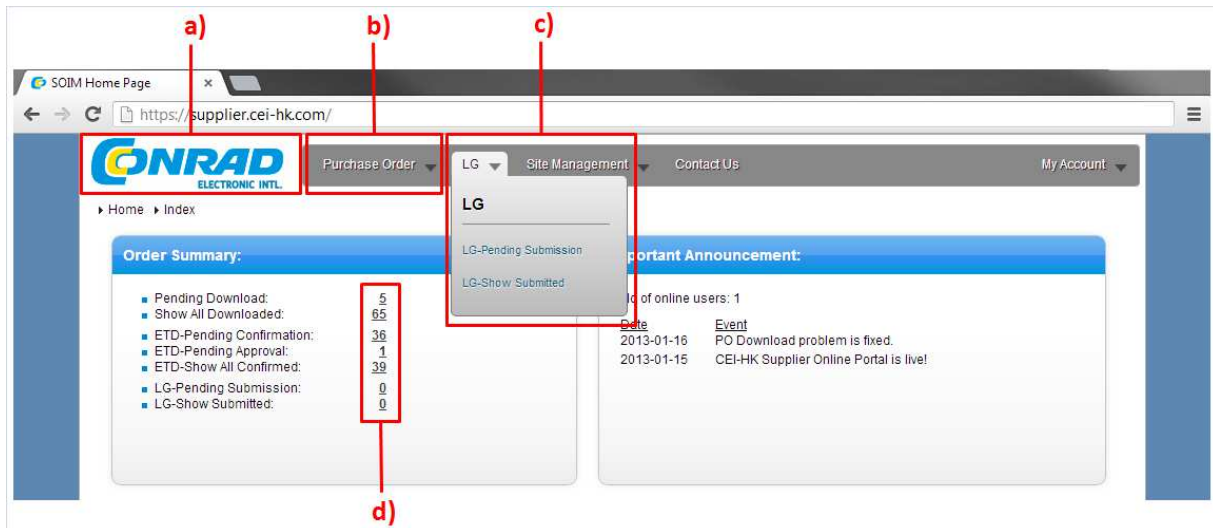 a) b) c)
SOIM Home Page ×
https://supplier.cei-hk.com/
CONRAD
ELECTRONIC INTL.
Purchase Order LG Site Management Contact Us My Account
Home Index
LG
LG-Pending Submission
LG-Show Submitted
Order Summary:
Pending Download: 5
Show All Downloaded: 65
ETD-Pending Confirmation: 36
ETD-Pending Approval: 1
ETD-Show All Confirmed: 39
LG-Pending Submission: 0
LG-Show Submitted: 0
portant Announcement:
of online users: 1
Date Event
2013-01-16 PO Download problem is fixed.
2013-01-15 CEI-HK Supplier Online Portal is live!
d)